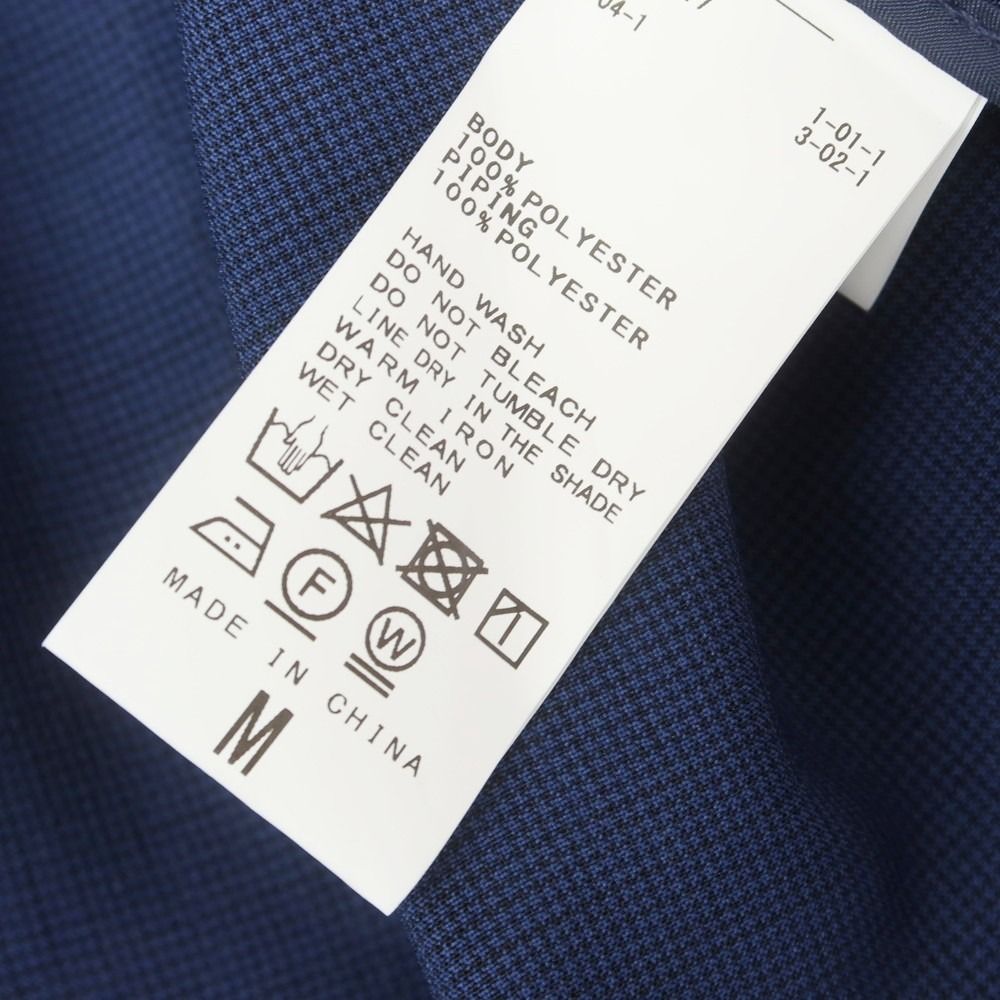 04-1
1-01-1
3-02-1
BODY
100% POLYESTER
PIPING
100% POLYESTER
HAND WASH
DO NOT BLEACH
DO NOT TUMBLE DRY
LINE DRY IN THE SHADE
WARM IRON
DRY CLEAN
WET CLEAN
F
W
MADE IN CHINA
M